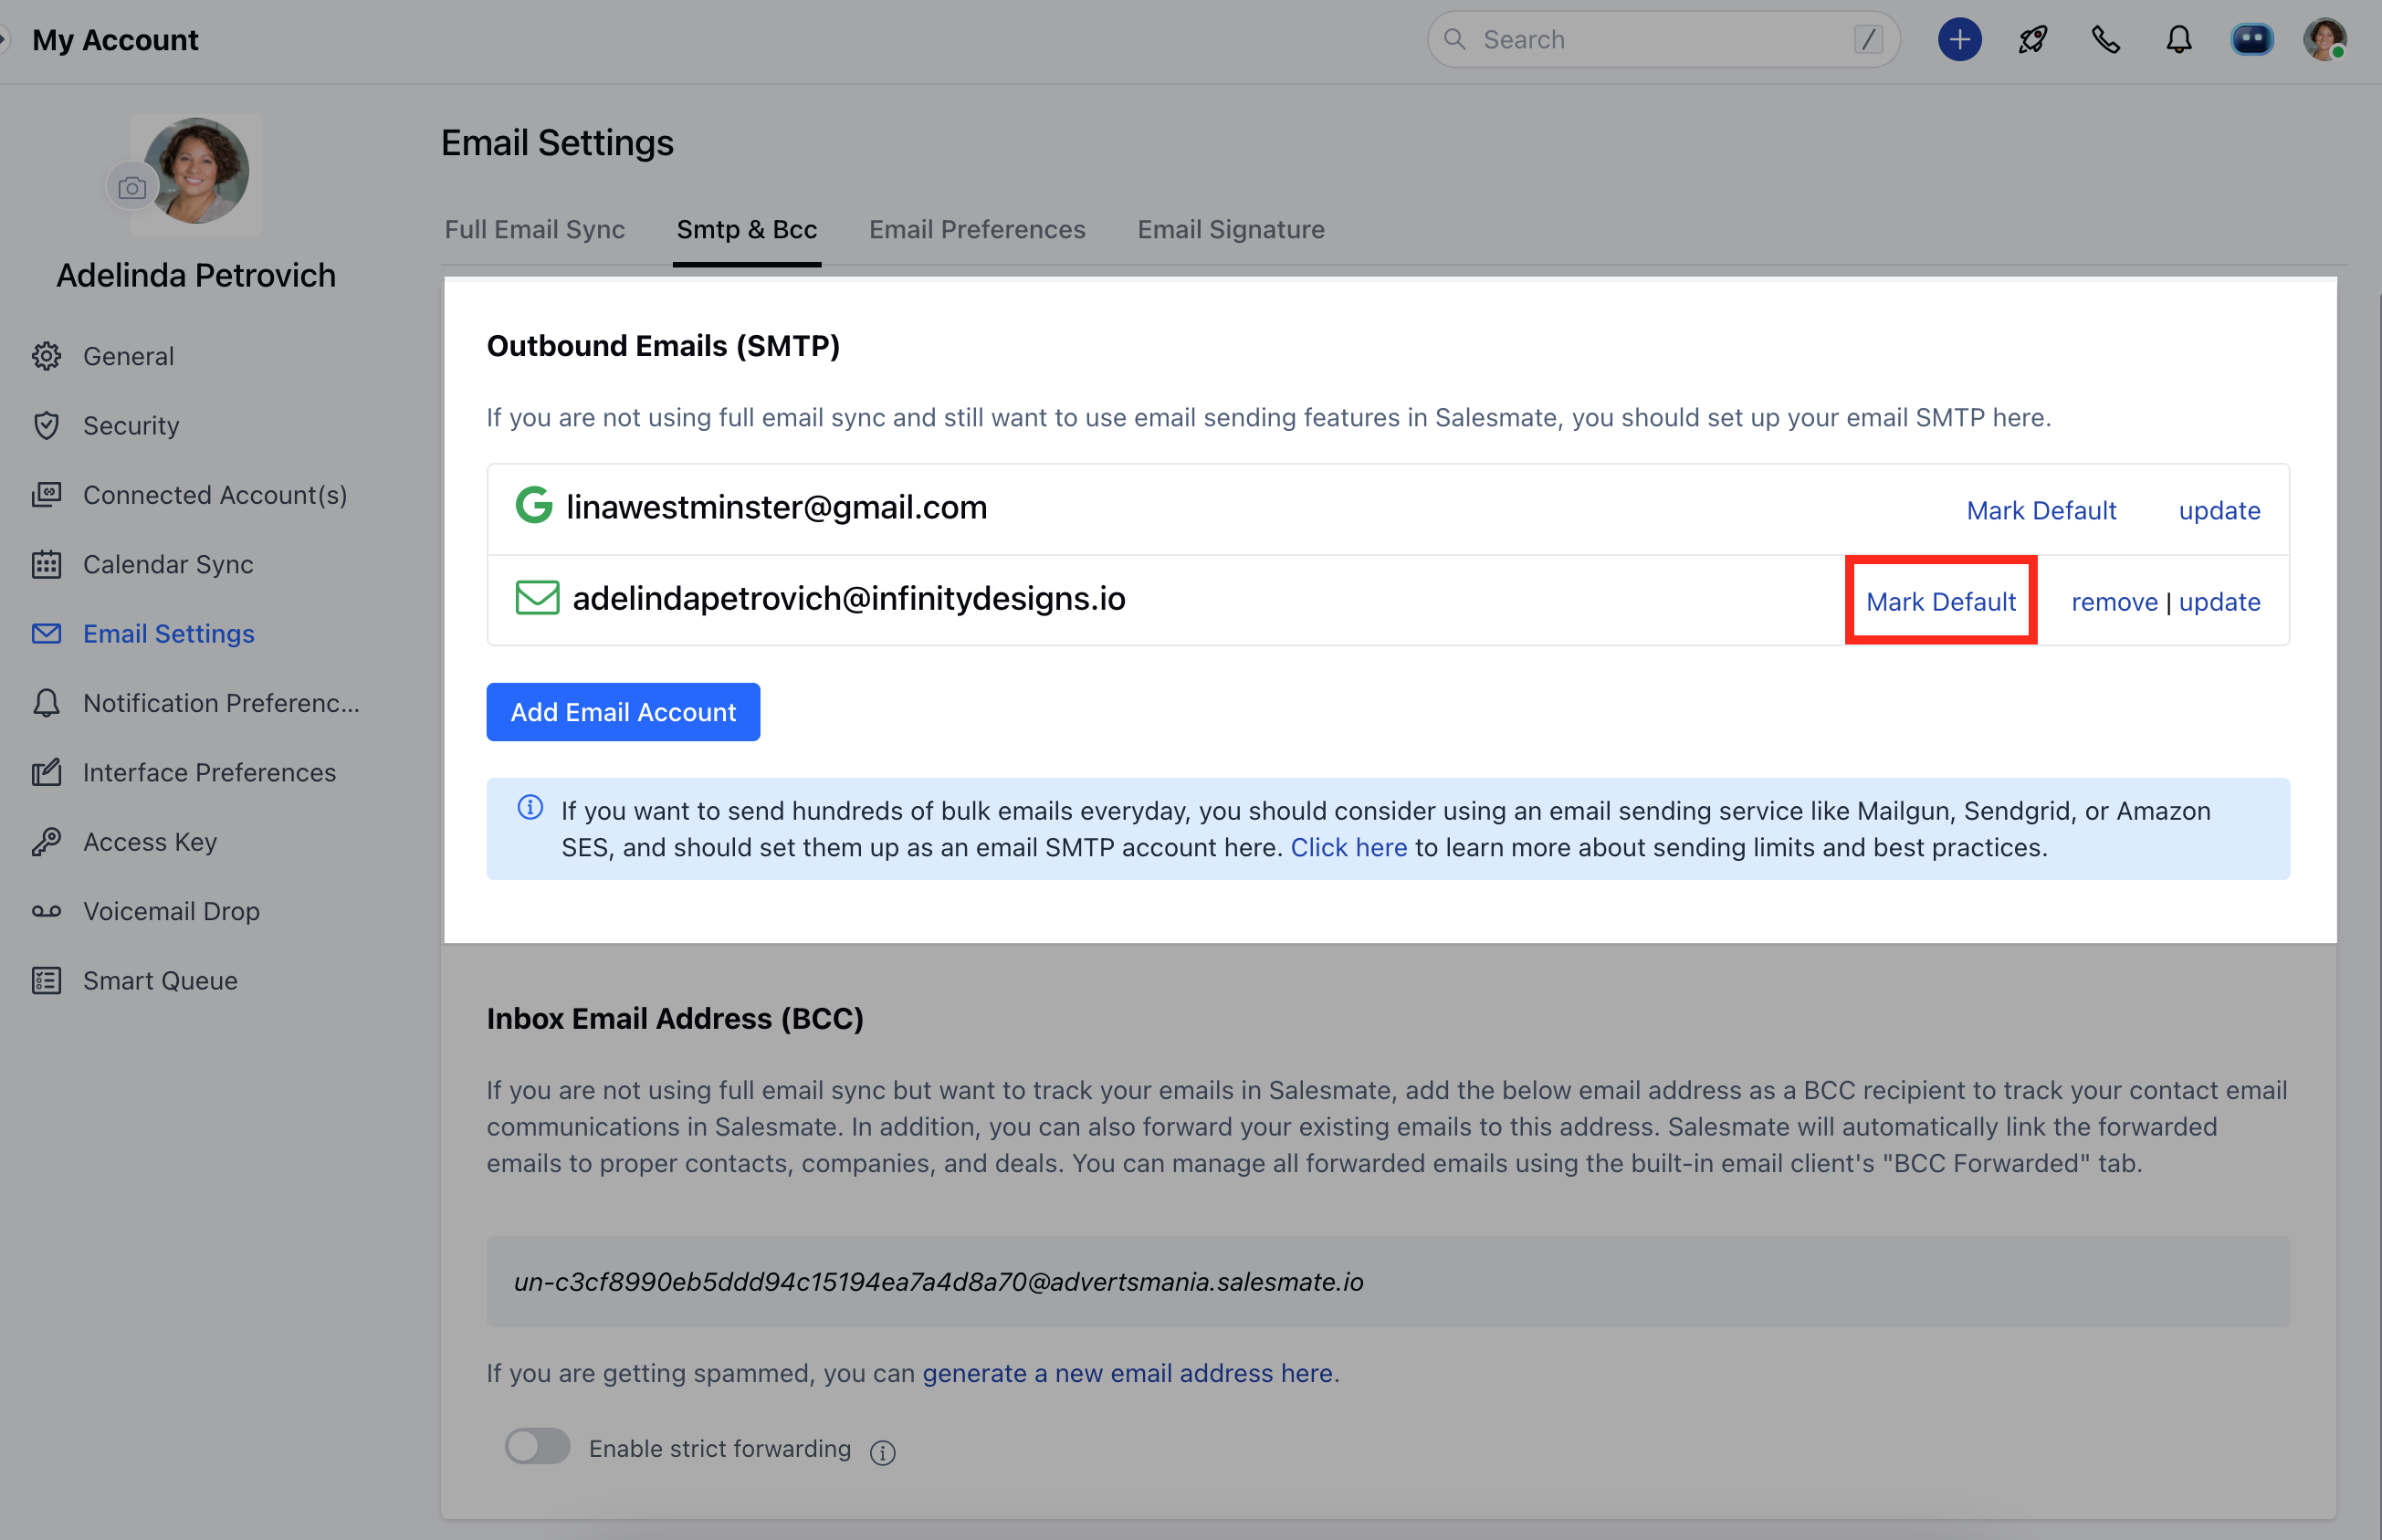 My Account
Search
/
Adelinda Petrovich
General
Security
Connected Account(s)
Calendar Sync
Email Settings
Notification Preferenc...
Interface Preferences
Access Key
Voicemail Drop
Smart Queue
Email Settings
Full Email Sync
Smtp & Bcc
Email Preferences
Email Signature
Outbound Emails (SMTP)
If you are not using full email sync and still want to use email sending features in Salesmate, you should set up your email SMTP here.
linawestminster@gmail.com
Mark Default
update
adelindapetrovich@infinitydesigns.io
Mark Default
remove | update
Add Email Account
If you want to send hundreds of bulk emails everyday, you should consider using an email sending service like Mailgun, Sendgrid, or Amazon
SES, and should set them up as an email SMTP account here. Click here to learn more about sending limits and best practices.
Inbox Email Address (BCC)
If you are not using full email sync but want to track your emails in Salesmate, add the below email address as a BCC recipient to track your contact email
communications in Salesmate. In addition, you can also forward your existing emails to this address. Salesmate will automatically link the forwarded
emails to proper contacts, companies, and deals. You can manage all forwarded emails using the built-in email client's "BCC Forwarded" tab.
un-c3cf8990eb5ddd94c15194ea7a4d8a70@advertsmania.salesmate.io
If you are getting spammed, you can generate a new email address here.
Enable strict forwarding